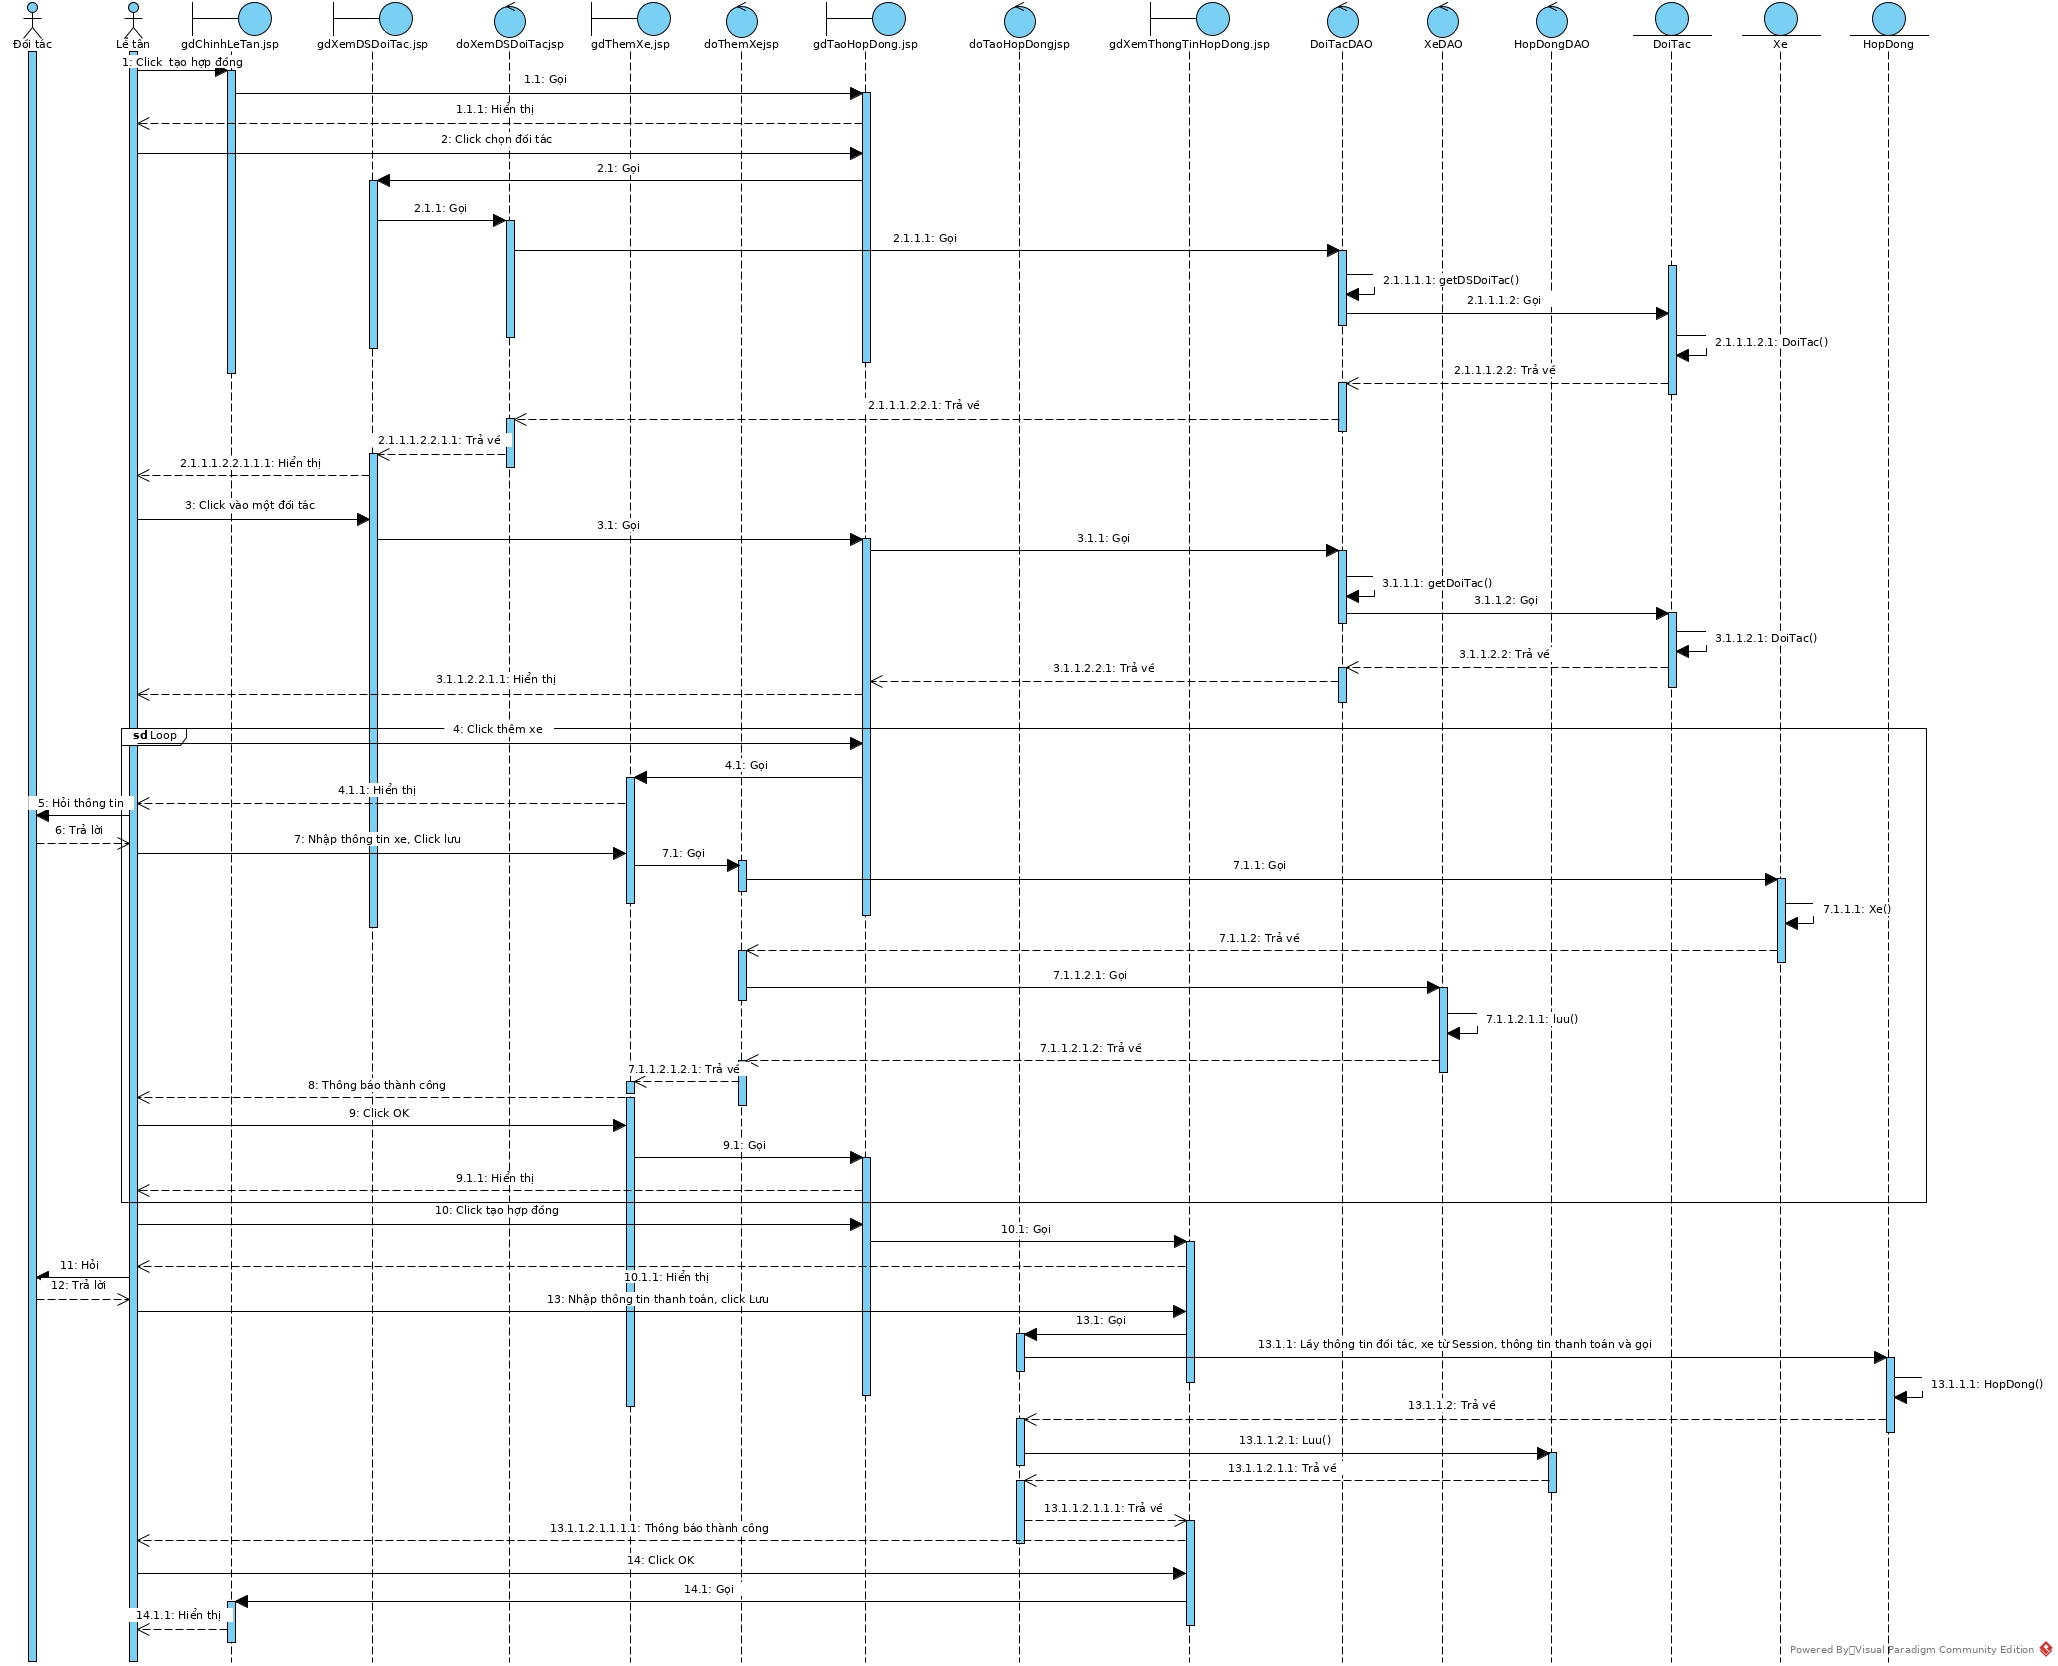 Đối tác
Lễ tân
gdChinhLeTan.jsp
gdXemDSDoiTac.jsp
doXemDSDoiTacjsp
gdThemXe.jsp
doThemXejsp
gdTaoHopDong.jsp
doTaoHopDongjsp
gdXemThongTinHopDong.jsp
DoiTacDAO
XeDAO
HopDongDAO
DoiTac
Xe
HopDong
1: Click tạo hợp đồng
1.1: Gọi
1.1.1: Hiển thị
2: Click chọn đối tác
2.1: Gọi
2.1.1: Gọi
2.1.1.1: Gọi
2.1.1.1.1: getDSDoiTac()
2.1.1.1.2: Gọi
2.1.1.1.2.1: DoiTac()
2.1.1.1.2.2: Trả về
2.1.1.1.2.2.1: Trả về
2.1.1.1.2.2.1.1: Trả về
2.1.1.1.2.2.1.1.1: Hiển thị
3: Click vào một đối tác
3.1: Gọi
3.1.1: Gọi
3.1.1.1: getDoiTac()
3.1.1.2: Gọi
3.1.1.2.1: DoiTac()
3.1.1.2.2: Trả về
3.1.1.2.2.1: Trả về
3.1.1.2.2.1.1: Hiển thị
sd Loop
4: Click thêm xe
4.1: Gọi
4.1.1: Hiển thị
5: Hỏi thông tin
6: Trả lời
7: Nhập thông tin xe, Click lưu
7.1: Gọi
7.1.1: Gọi
7.1.1.1: Xe()
7.1.1.2: Trả về
7.1.1.2.1: Gọi
7.1.1.2.1.1: luu()
7.1.1.2.1.2: Trả về
7.1.1.2.1.2.1: Trả về
8: Thông báo thành công
9: Click OK
9.1: Gọi
9.1.1: Hiển thị
10: Click tạo hợp đồng
10.1: Gọi
11: Hỏi
10.1.1: Hiển thị
12: Trả lời
13: Nhập thông tin thanh toán, click Lưu
13.1: Gọi
13.1.1: Lấy thông tin đối tác, xe từ Session, thông tin thanh toán và gọi
13.1.1.1: HopDong()
13.1.1.2: Trả về
13.1.1.2.1: Luu()
13.1.1.2.1.1: Trả về
13.1.1.2.1.1.1: Trả về
13.1.1.2.1.1.1.1: Thông báo thành công
14: Click OK
14.1: Gọi
14.1.1: Hiển thị
Powered By Visual Paradigm Community Edition